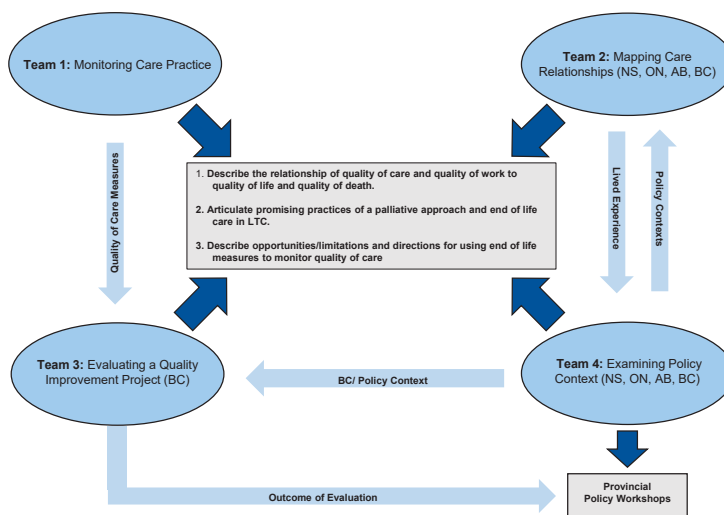 Team 1: Monitoring Care Practice
Team 2: Mapping Care
Relationships (NS, ON, AB, BC)
Quality of Care Measures
1. Describe the relationship of quality of care and quality of work to
quality of life and quality of death.
2. Articulate promising practices of a palliative approach and end of life
care in LTC.
3. Describe opportunities/limitations and directions for using end of life
measures to monitor quality of care
Lived Experience
Policy Contexts
Team 3: Evaluating a Quality
Improvement Project (BC)
BC/ Policy Context
Team 4: Examining Policy
Context (NS, ON, AB, BC)
Outcome of Evaluation
Provincial
Policy Workshops